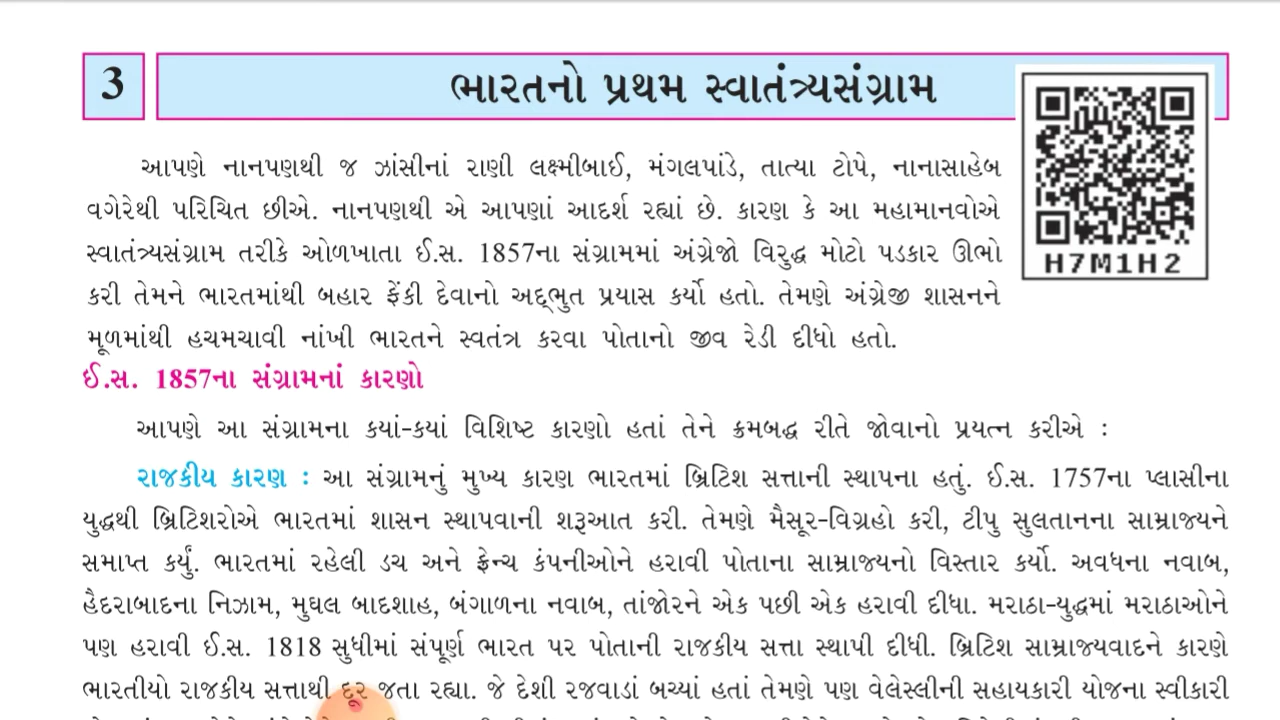 3
ભારતનો પ્રથમ સ્વાતંત્ર્યસંગ્રામ
આપણે નાનપણથી જ ઝાંસીનાં રાણી લક્ષ્મીબાઈ, મંગલપાંડે, તાત્યા ટોપે, નાનાસાહેબ
વગેરેથી પરિચિત છીએ. નાનપણથી એ આપણાં આદર્શ રહ્યાં છે. કારણ કે આ મહામાનવોએ
સ્વાતંત્ર્યસંગ્રામ તરીકે ઓળખાતા ઈ.સ. 1857ના સંગ્રામમાં અંગ્રેજો વિરુદ્ધ મોટો પડકાર ઊભો
કરી તેમને ભારતમાંથી બહાર ફેંકી દેવાનો અદ્‌ભુત પ્રયાસ કર્યો હતો. તેમણે અંગ્રેજી શાસનને
મૂળમાંથી હચમચાવી નાંખી ભારતને સ્વતંત્ર કરવા પોતાનો જીવ રેડી દીધો હતો.
H7M1H2
ઈ.સ. 1857ના સંગ્રામનાં કારણો
આપણે આ સંગ્રામના કયાં-કયાં વિશિષ્ટ કારણો હતાં તેને ક્રમબદ્ધ રીતે જોવાનો પ્રયત્ન કરીએ :
રાજકીય કારણ : આ સંગ્રામનું મુખ્ય કારણ ભારતમાં બ્રિટિશ સત્તાની સ્થાપના હતું. ઈ.સ. 1757ના પ્લાસીના
યુદ્ધથી બ્રિટિશરોએ ભારતમાં શાસન સ્થાપવાની શરૂઆત કરી. તેમણે મૈસૂર-વિગ્રહો કરી, ટીપુ સુલતાનના સામ્રાજ્યને
સમાપ્ત કર્યું. ભારતમાં રહેલી ડચ અને ફ્રેન્ચ કંપનીઓને હરાવી પોતાના સામ્રાજ્યનો વિસ્તાર કર્યો. અવધના નવાબ,
હૈદરાબાદના નિઝામ, મુઘલ બાદશાહ, બંગાળના નવાબ, તાંજોરને એક પછી એક હરાવી દીધા. મરાઠા-યુદ્ધમાં મરાઠાઓને
પણ હરાવી ઈ.સ. 1818 સુધીમાં સંપૂર્ણ ભારત પર પોતાની રાજકીય સત્તા સ્થાપી દીધી. બ્રિટિશ સામ્રાજ્યવાદને કારણે
ભારતીયો રાજકીય સત્તાથી દૂર જતા રહ્યા. જે દેશી રજવાડાં બચ્યાં હતાં તેમણે પણ વેલેસ્લીની સહાયકારી યોજના સ્વીકારી